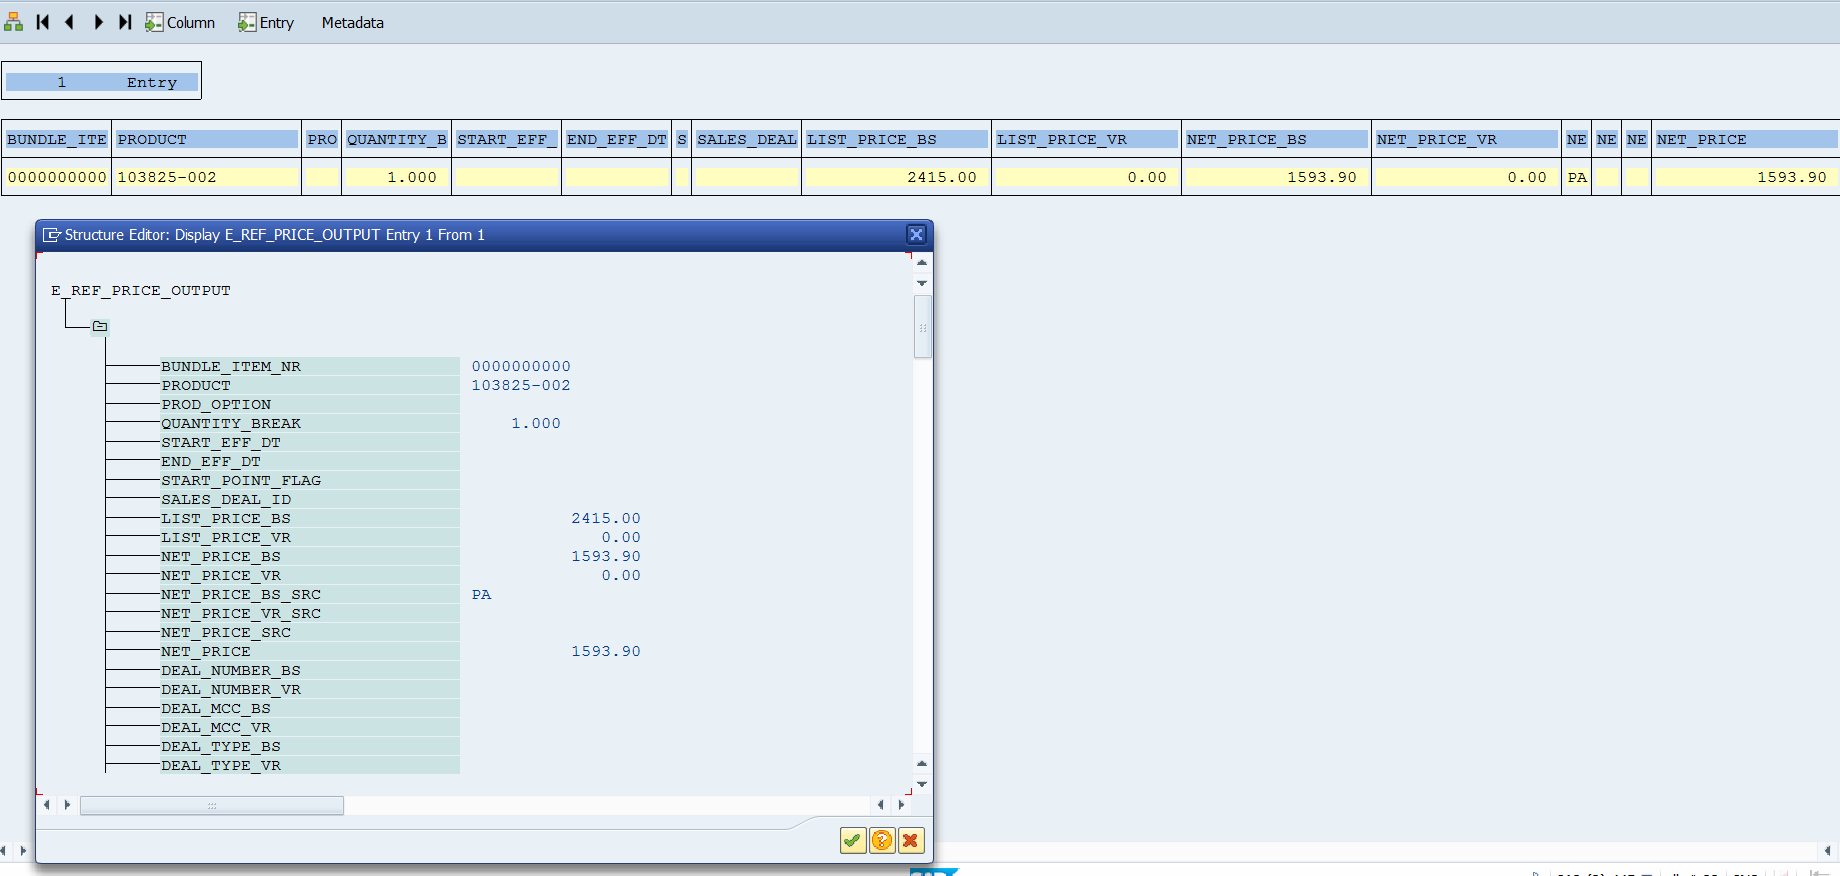 Column Entry Metadata
1 Entry
BUNDLE_ITE PRODUCT PRO QUANTITY_B START_EFF_ END_EFF_DT S SALES_DEAL LIST_PRICE_BS LIST_PRICE_VR NET_PRICE_BS NET_PRICE_VR NE NE NE NET_PRICE
0000000000 103825-002 1.000 2415.00 0.00 1593.90 0.00 PA 1593.90
Structure Editor: Display E_REF_PRICE_OUTPUT Entry 1 From 1
E_REF_PRICE_OUTPUT
BUNDLE_ITEM_NR 0000000000
PRODUCT 103825-002
PROD_OPTION
QUANTITY_BREAK 1.000
START_EFF_DT
END_EFF_DT
START_POINT_FLAG
SALES_DEAL_ID
LIST_PRICE_BS 2415.00
LIST_PRICE_VR 0.00
NET_PRICE_BS 1593.90
NET_PRICE_VR 0.00
NET_PRICE_BS_SRC PA
NET_PRICE_VR_SRC
NET_PRICE_SRC
NET_PRICE 1593.90
DEAL_NUMBER_BS
DEAL_NUMBER_VR
DEAL_MCC_BS
DEAL_MCC_VR
DEAL_TYPE_BS
DEAL_TYPE_VR